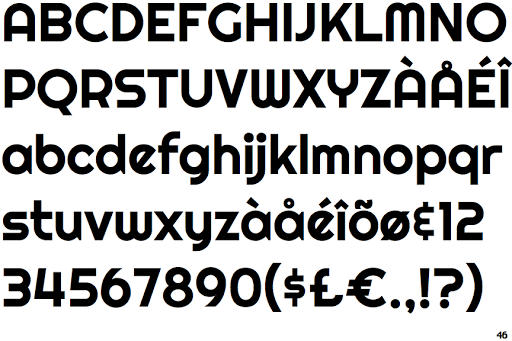 ABCDEFGHIJKLMNO
PQRSTUVWXYZÀÅÉÎ
abcdefghijklmnopqr
stuvwxyzàåéîõø&12
34567890($£€.,!?)
46